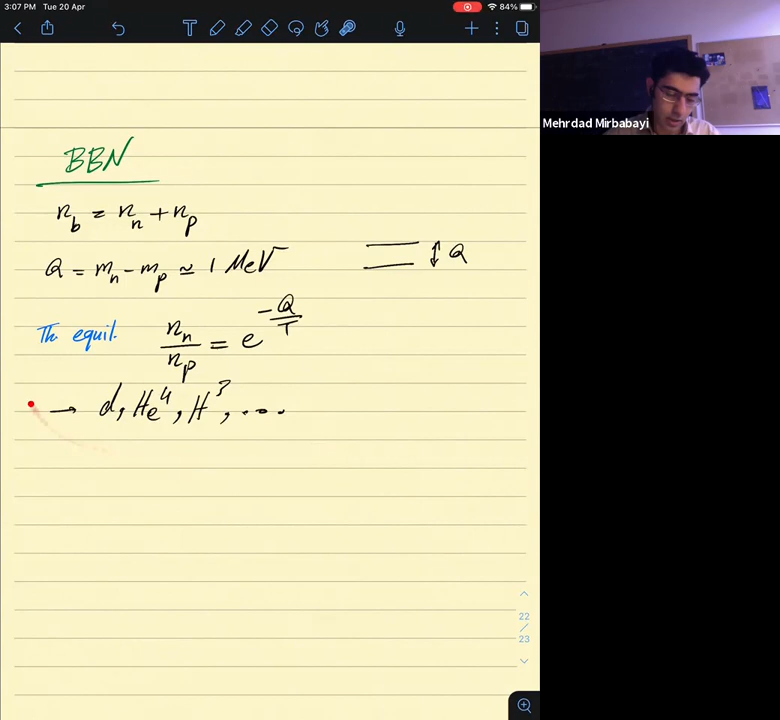 3:07 PM Tue 20 Apr 84%
Mehrdad Mirbabayi
BBN
n_b = n_n + n_p
Q = m_n - m_p ≃ 1 MeV
Q
Th equil. n_n/n_p = e^{-Q/T}
→ d, He^4, H^3, ....
22
/
23